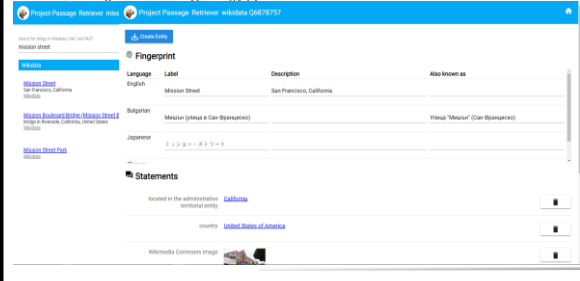 Project Passage Retriever miss
Project Passage Retriever wikidata Q6878757
Search for things in Wikidata, VIAF, and FAST
mission street
Wikidata
Mission Street
San Francisco, California
Wikidata
Mission Boulevard Bridge (Mission Street B
bridge in Riverside, California, United States
Wikidata
Mission Street Park
Wikidata
Create Entity
Fingerprint
Language Label Description Also known as
English
Mission Street San Francisco, California
Bulgarian
Мишън (улица в Сан Франциско) Улица "Мишън" (Сан Франциско)
Japanese
ミッション・ストリート
Statements
located in the administrative territorial entity California
country United States of America
Wikimedia Commons image